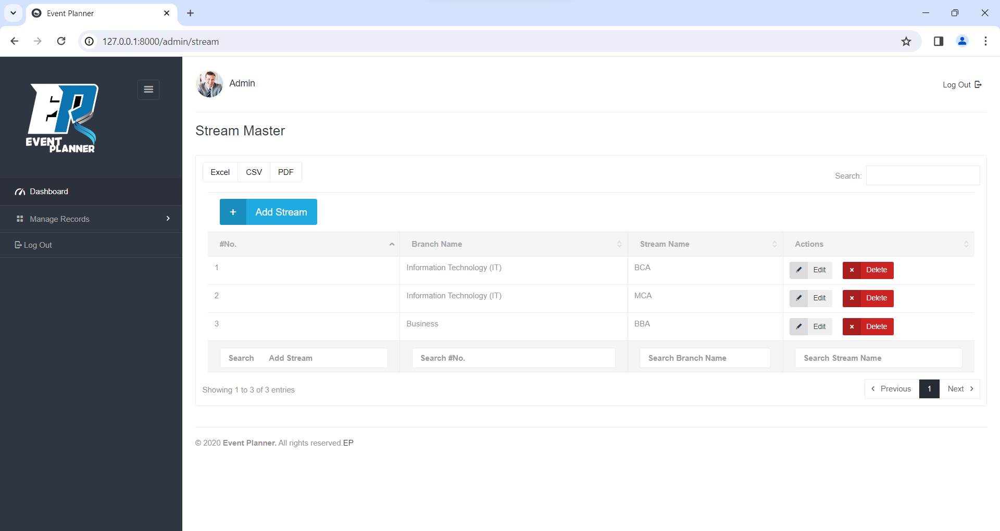 Event Planner
127.0.0.1:8000/admin/stream
EVENT
PLANNER
Admin
Log Out
Stream Master
Dashboard
Manage Records
Log Out
Excel CSV PDF
Search:
+ Add Stream
#No. Branch Name Stream Name Actions
1 Information Technology (IT) BCA Edit Delete
2 Information Technology (IT) MCA Edit Delete
3 Business BBA Edit Delete
Search Add Stream Search #No. Search Branch Name Search Stream Name
Showing 1 to 3 of 3 entries
Previous 1 Next
© 2020 Event Planner. All rights reserved.EP